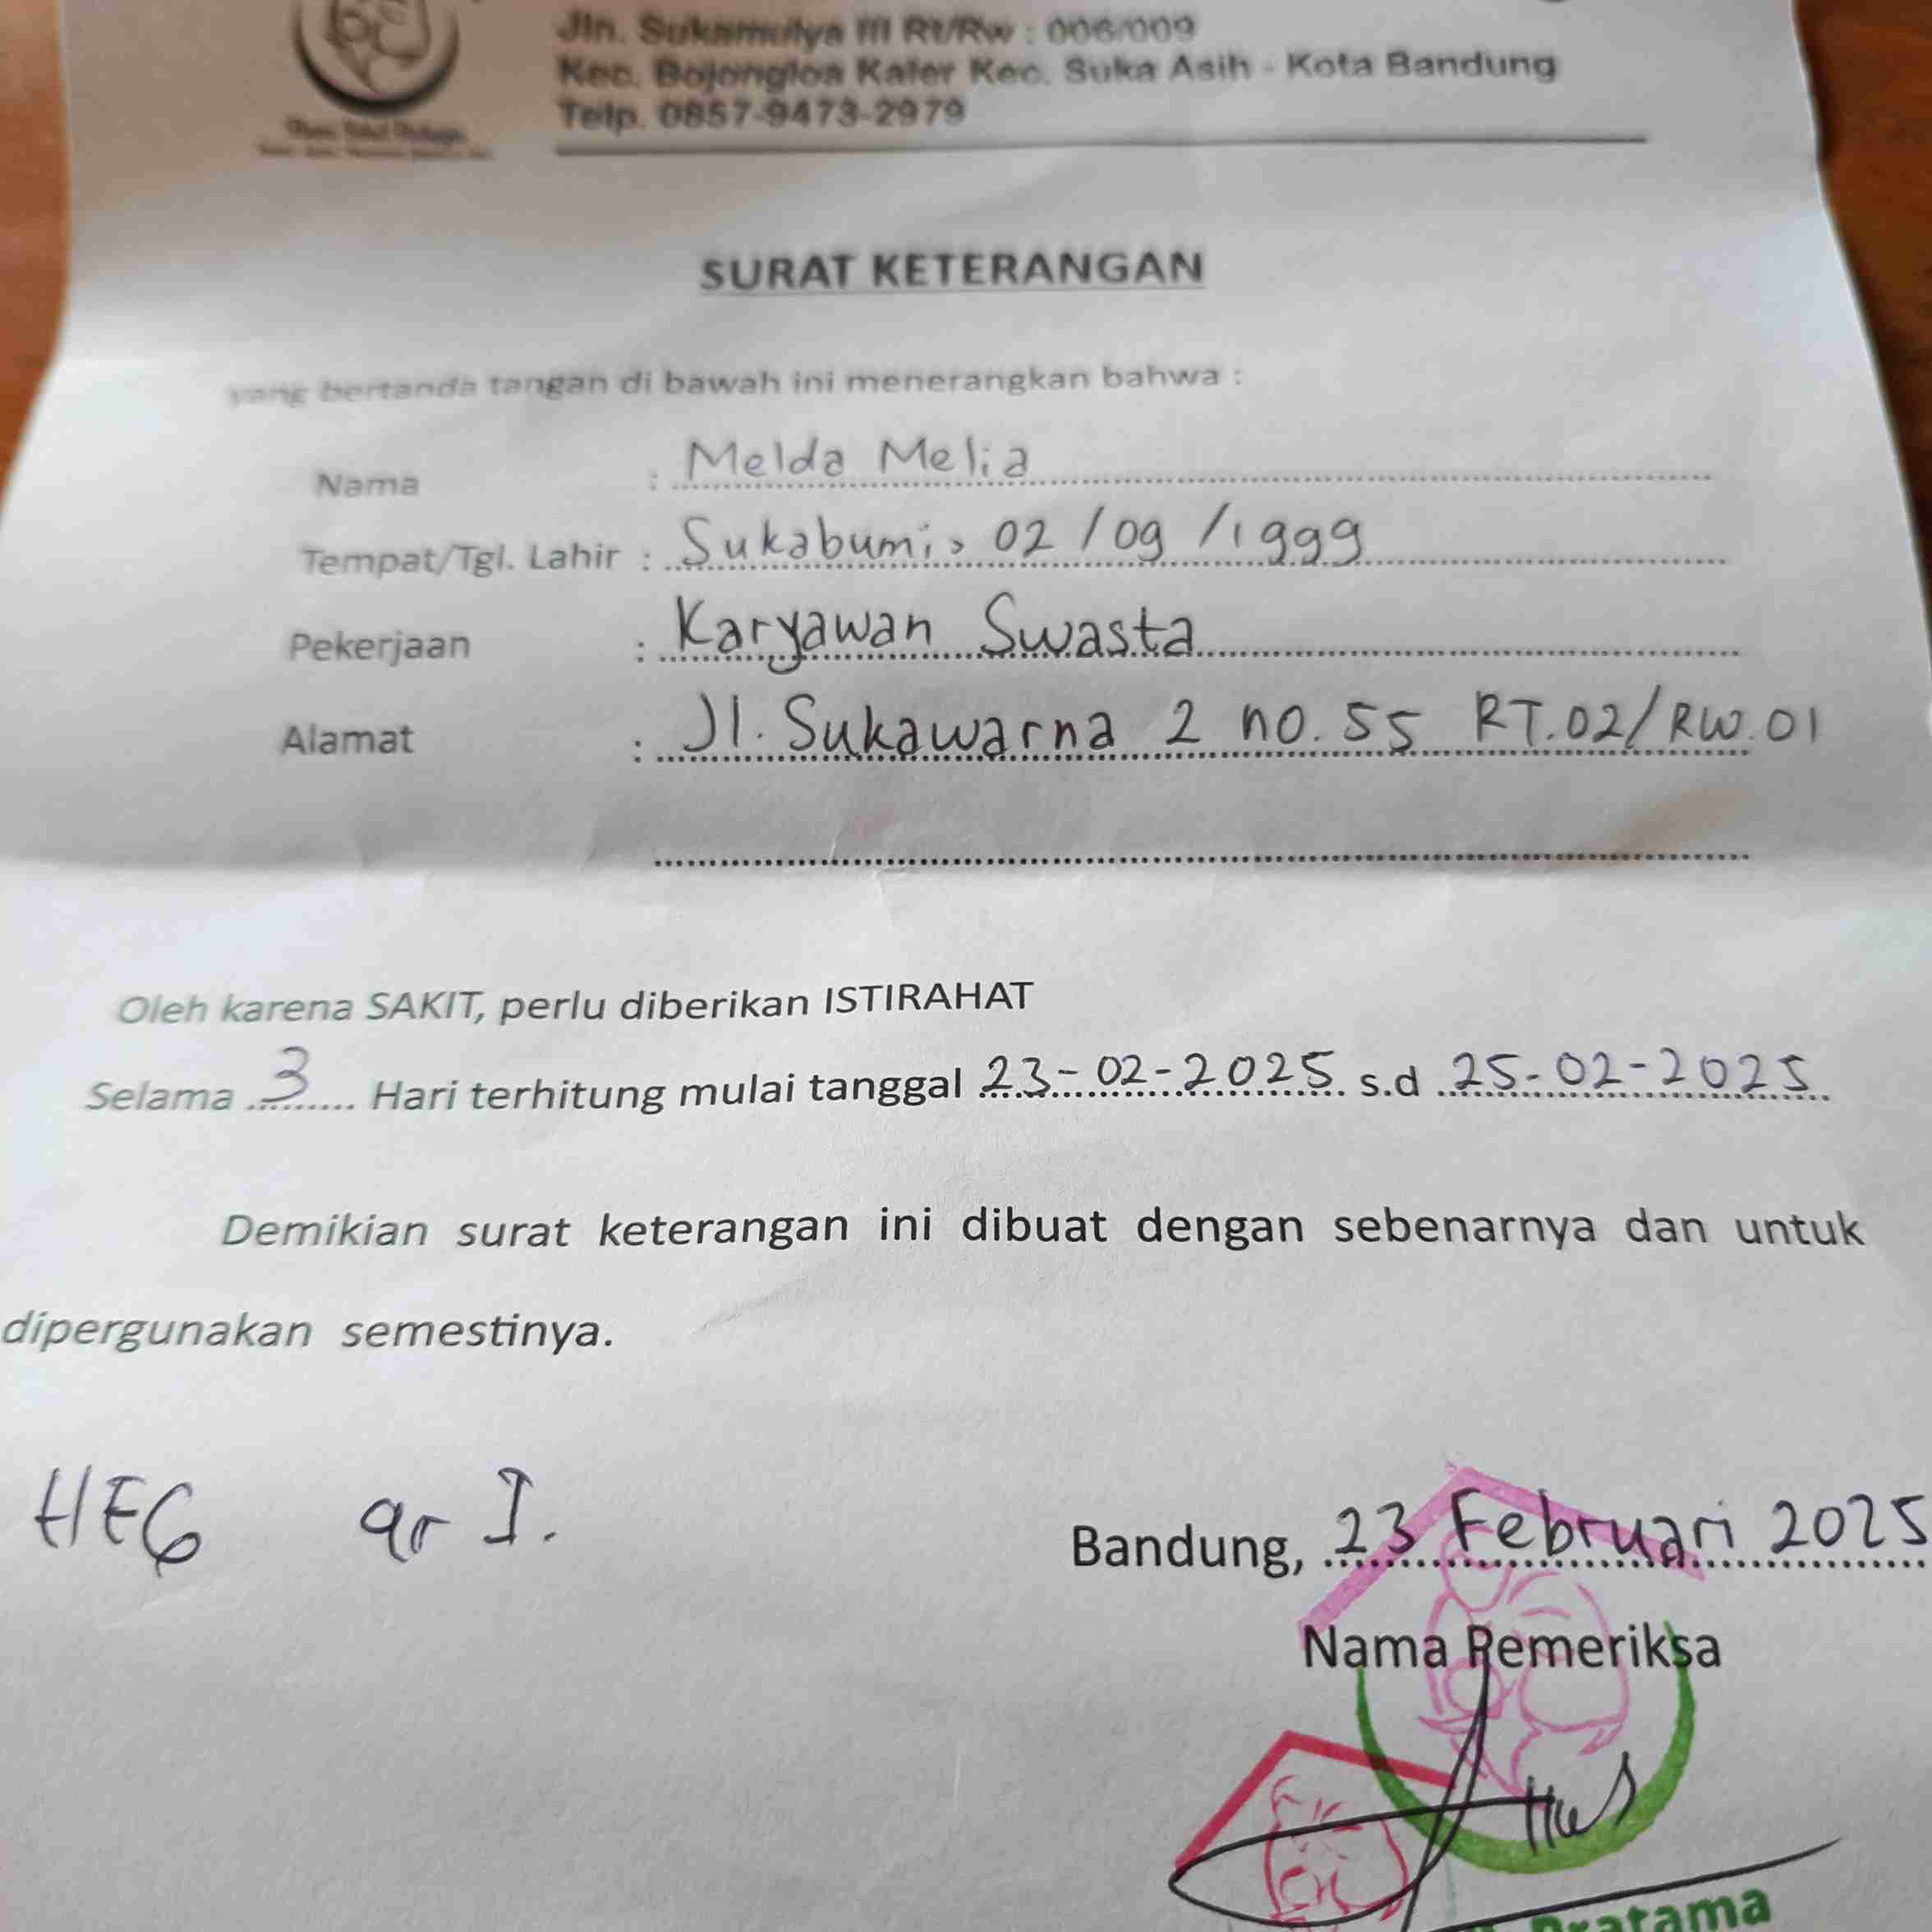 Jln. Sukamulya III Rt/Rw : 006/009
Kec. Bojongloa Kaler Kec. Suka Asih - Kota Bandung
Telp. 0857-9473-2979
SURAT KETERANGAN
yang bertanda tangan di bawah ini menerangkan bahwa :
Nama : Melda Melia
Tempat/Tgl. Lahir : Sukabumi, 02/09/1999
Pekerjaan : Karyawan Swasta
Alamat : Jl. Sukawarna 2 no. 55 RT.02/RW.01
Oleh karena SAKIT, perlu diberikan ISTIRAHAT
Selama 3 Hari terhitung mulai tanggal 23-02-2025 s.d 25-02-2025
Demikian surat keterangan ini dibuat dengan sebenarnya dan untuk
dipergunakan semestinya.
HEG gr I.
Bandung, 23 Februari 2025
Nama Pemeriksa
Pratama